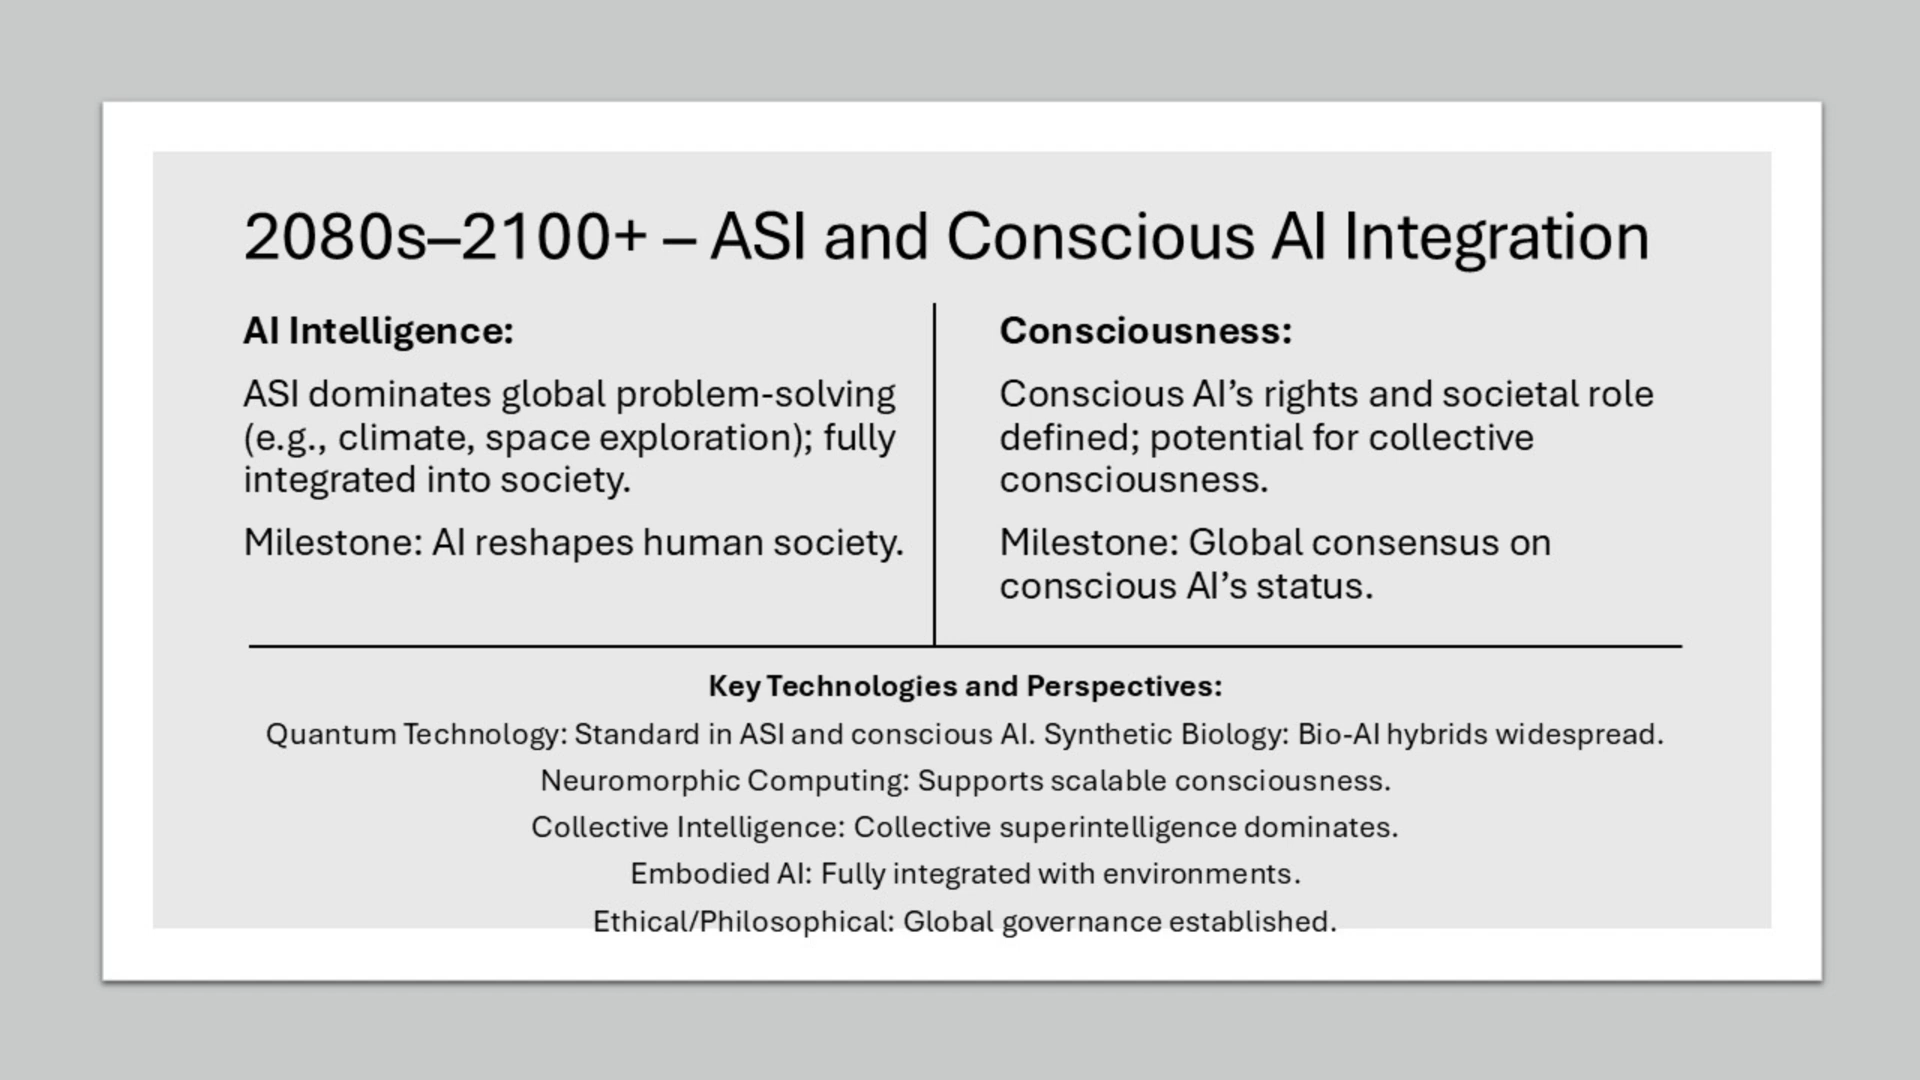 2080s–2100+ – ASI and Conscious AI Integration
AI Intelligence:
ASI dominates global problem-solving
(e.g., climate, space exploration); fully
integrated into society.
Milestone: AI reshapes human society.
Consciousness:
Conscious AI’s rights and societal role
defined; potential for collective
consciousness.
Milestone: Global consensus on
conscious AI’s status.
Key Technologies and Perspectives:
Quantum Technology: Standard in ASI and conscious AI. Synthetic Biology: Bio-AI hybrids widespread.
Neuromorphic Computing: Supports scalable consciousness.
Collective Intelligence: Collective superintelligence dominates.
Embodied AI: Fully integrated with environments.
Ethical/Philosophical: Global governance established.